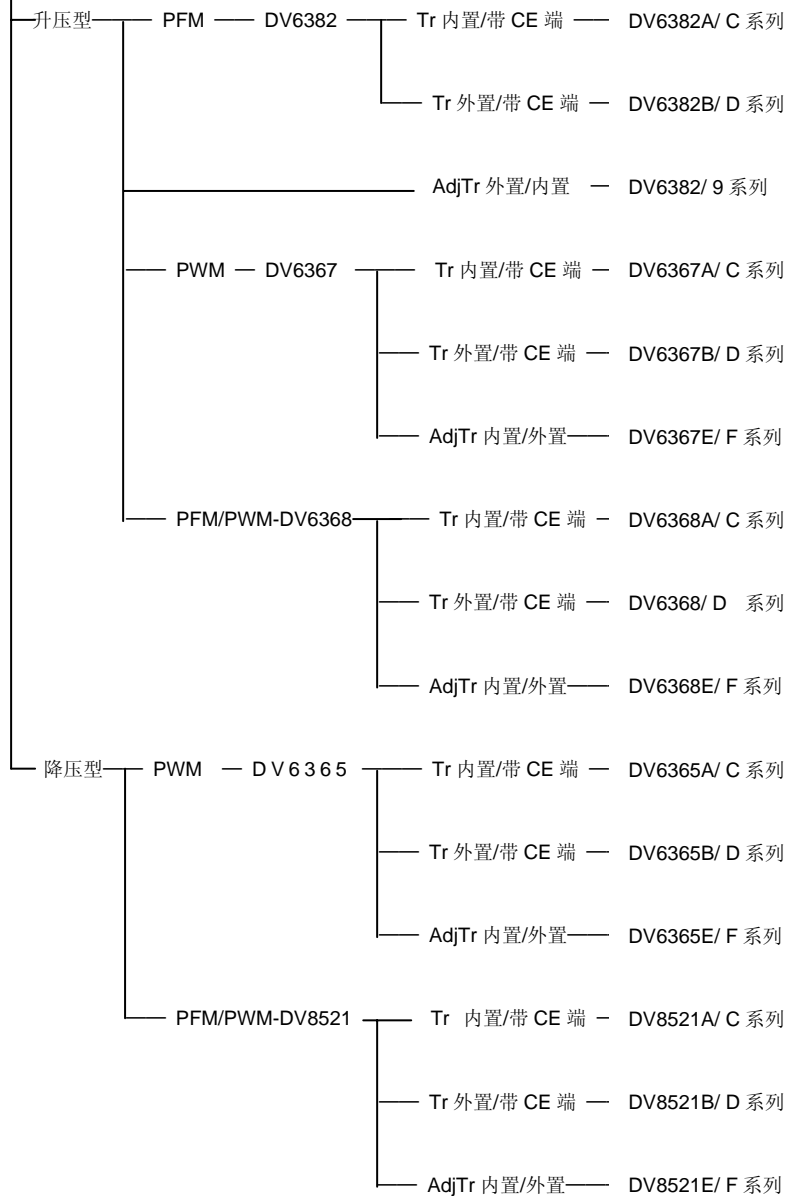 升压型 PFM DV6382 Tr 内置/带 CE 端 DV6382A/ C 系列
Tr 外置/带 CE 端 DV6382B/ D 系列
AdjTr 外置/内置 DV6382/ 9 系列
PWM DV6367 Tr 内置/带 CE 端 DV6367A/ C 系列
Tr 外置/带 CE 端 DV6367B/ D 系列
AdjTr 内置/外置 DV6367E/ F 系列
PFM/PWM-DV6368 Tr 内置/带 CE 端 DV6368A/ C 系列
Tr 外置/带 CE 端 DV6368/ D 系列
AdjTr 内置/外置 DV6368E/ F 系列
降压型 PWM DV6365 Tr 内置/带 CE 端 DV6365A/ C 系列
Tr 外置/带 CE 端 DV6365B/ D 系列
AdjTr 内置/外置 DV6365E/ F 系列
PFM/PWM-DV8521 Tr 内置/带 CE 端 DV8521A/ C 系列
Tr 外置/带 CE 端 DV8521B/ D 系列
AdjTr 内置/外置 DV8521E/ F 系列